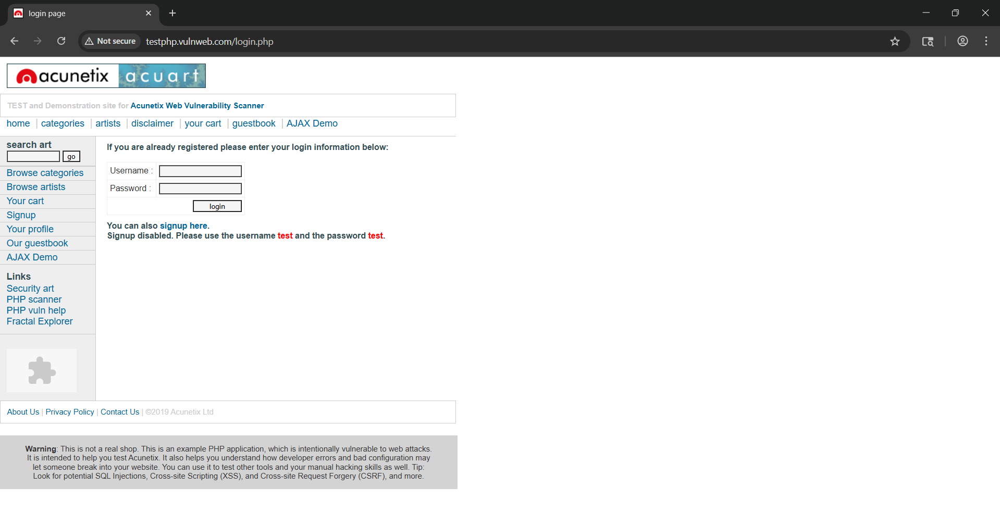 login page
Not secure
testphp.vulnweb.com/login.php
acunetix acuart
TEST and Demonstration site for Acunetix Web Vulnerability Scanner
home | categories | artists | disclaimer | your cart | guestbook | AJAX Demo
search art
go
Browse categories
Browse artists
Your cart
Signup
Your profile
Our guestbook
AJAX Demo
Links
Security art
PHP scanner
PHP vuln help
Fractal Explorer
If you are already registered please enter your login information below:
Username :
Password :
login
You can also signup here.
Signup disabled. Please use the username test and the password test.
About Us | Privacy Policy | Contact Us | ©2019 Acunetix Ltd
Warning: This is not a real shop. This is an example PHP application, which is intentionally vulnerable to web attacks.
It is intended to help you test Acunetix. It also helps you understand how developer errors and bad configuration may
let someone break into your website. You can use it to test other tools and your manual hacking skills as well. Tip:
Look for potential SQL Injections, Cross-site Scripting (XSS), and Cross-site Request Forgery (CSRF), and more.